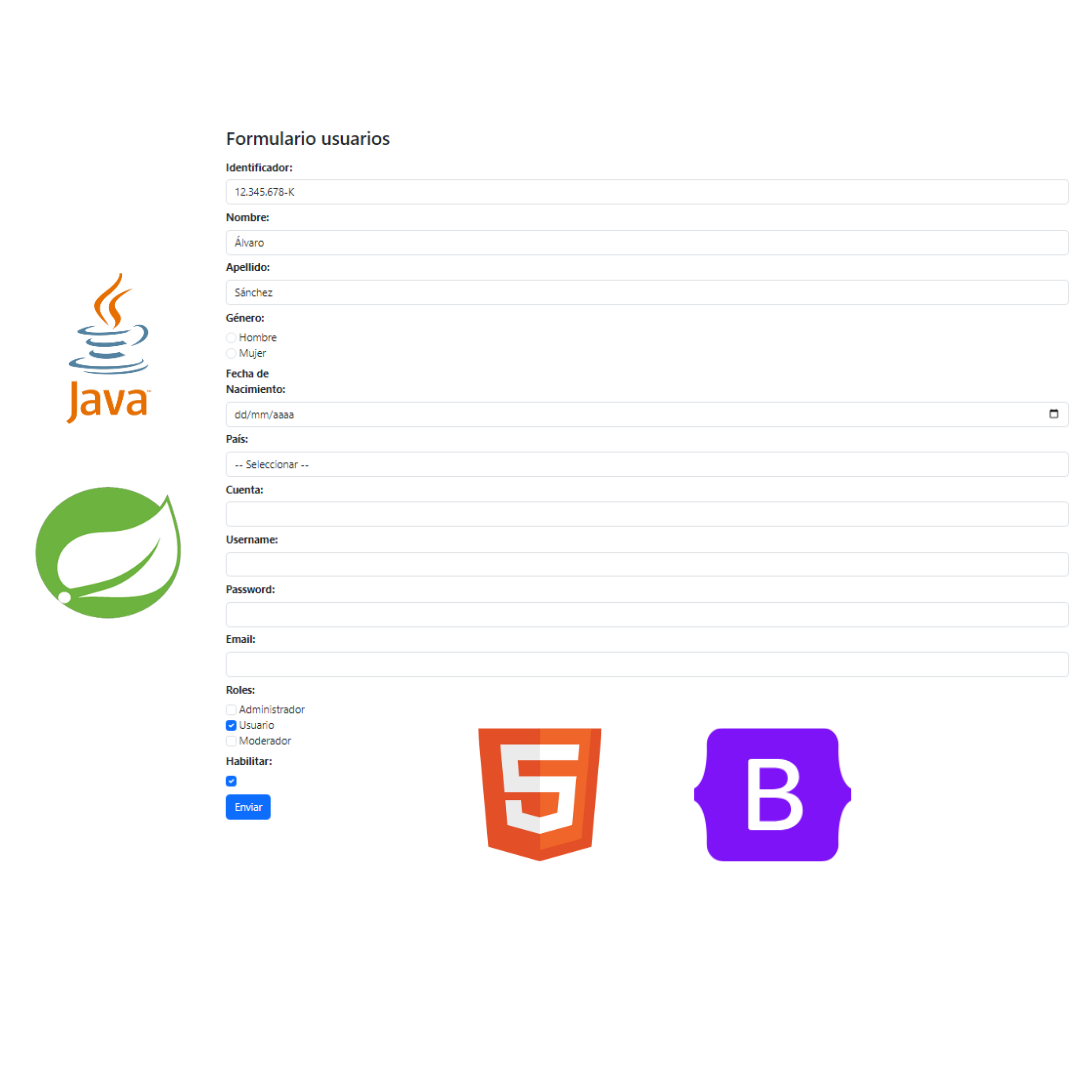 Formulario usuarios
Identificador:
12.345.678-K
Nombre:
Álvaro
Apellido:
Sánchez
Género:
Hombre
Mujer
Fecha de
Nacimiento:
dd/mm/aaaa
País:
-- Seleccionar --
Cuenta:
Username:
Password:
Email:
Roles:
Administrador
Usuario
Moderador
Habilitar:
Enviar
Java
5
B